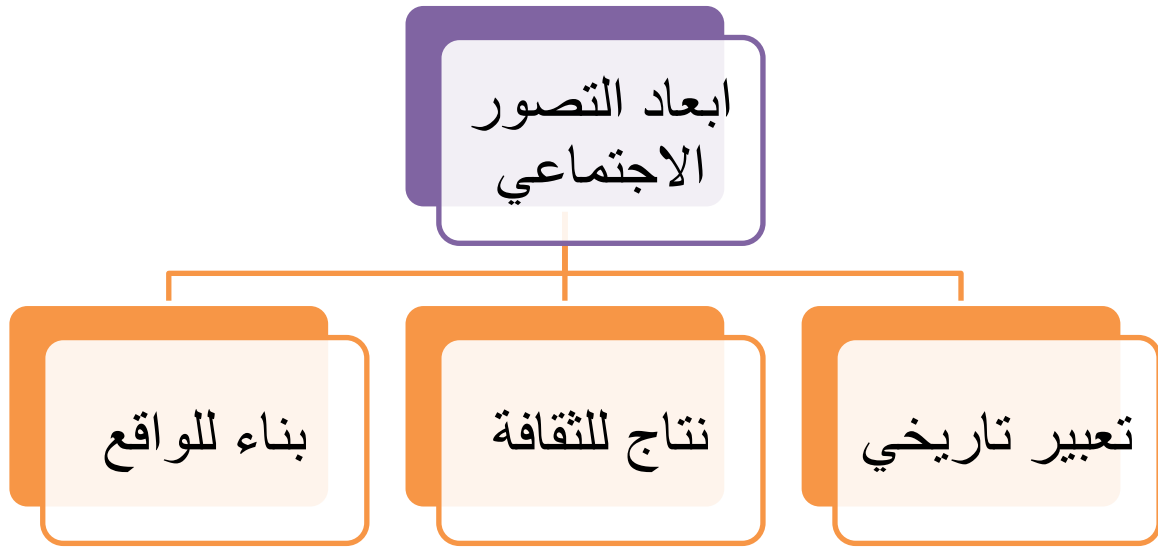 ابعاد التصور
الاجتماعي
تعبير تاريخي
نتاج للثقافة
بناء للواقع